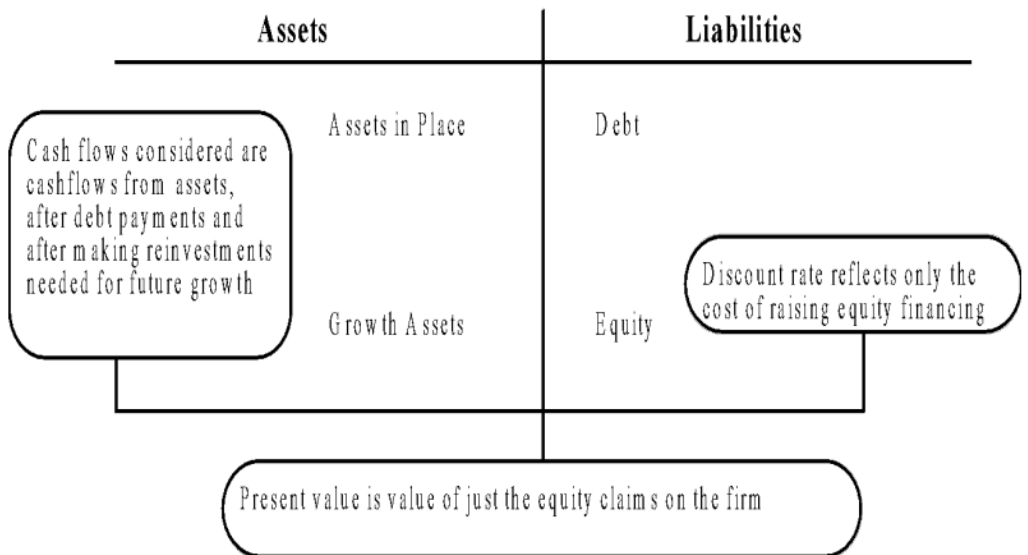 Assets
Liabilities
Assets in Place
Debt
Cash flows considered are
cashflows from assets,
after debt payments and
after making reinvestments
needed for future growth
Discount rate reflects only the
cost of raising equity financing
Growth Assets
Equity
Present value is value of just the equity claims on the firm